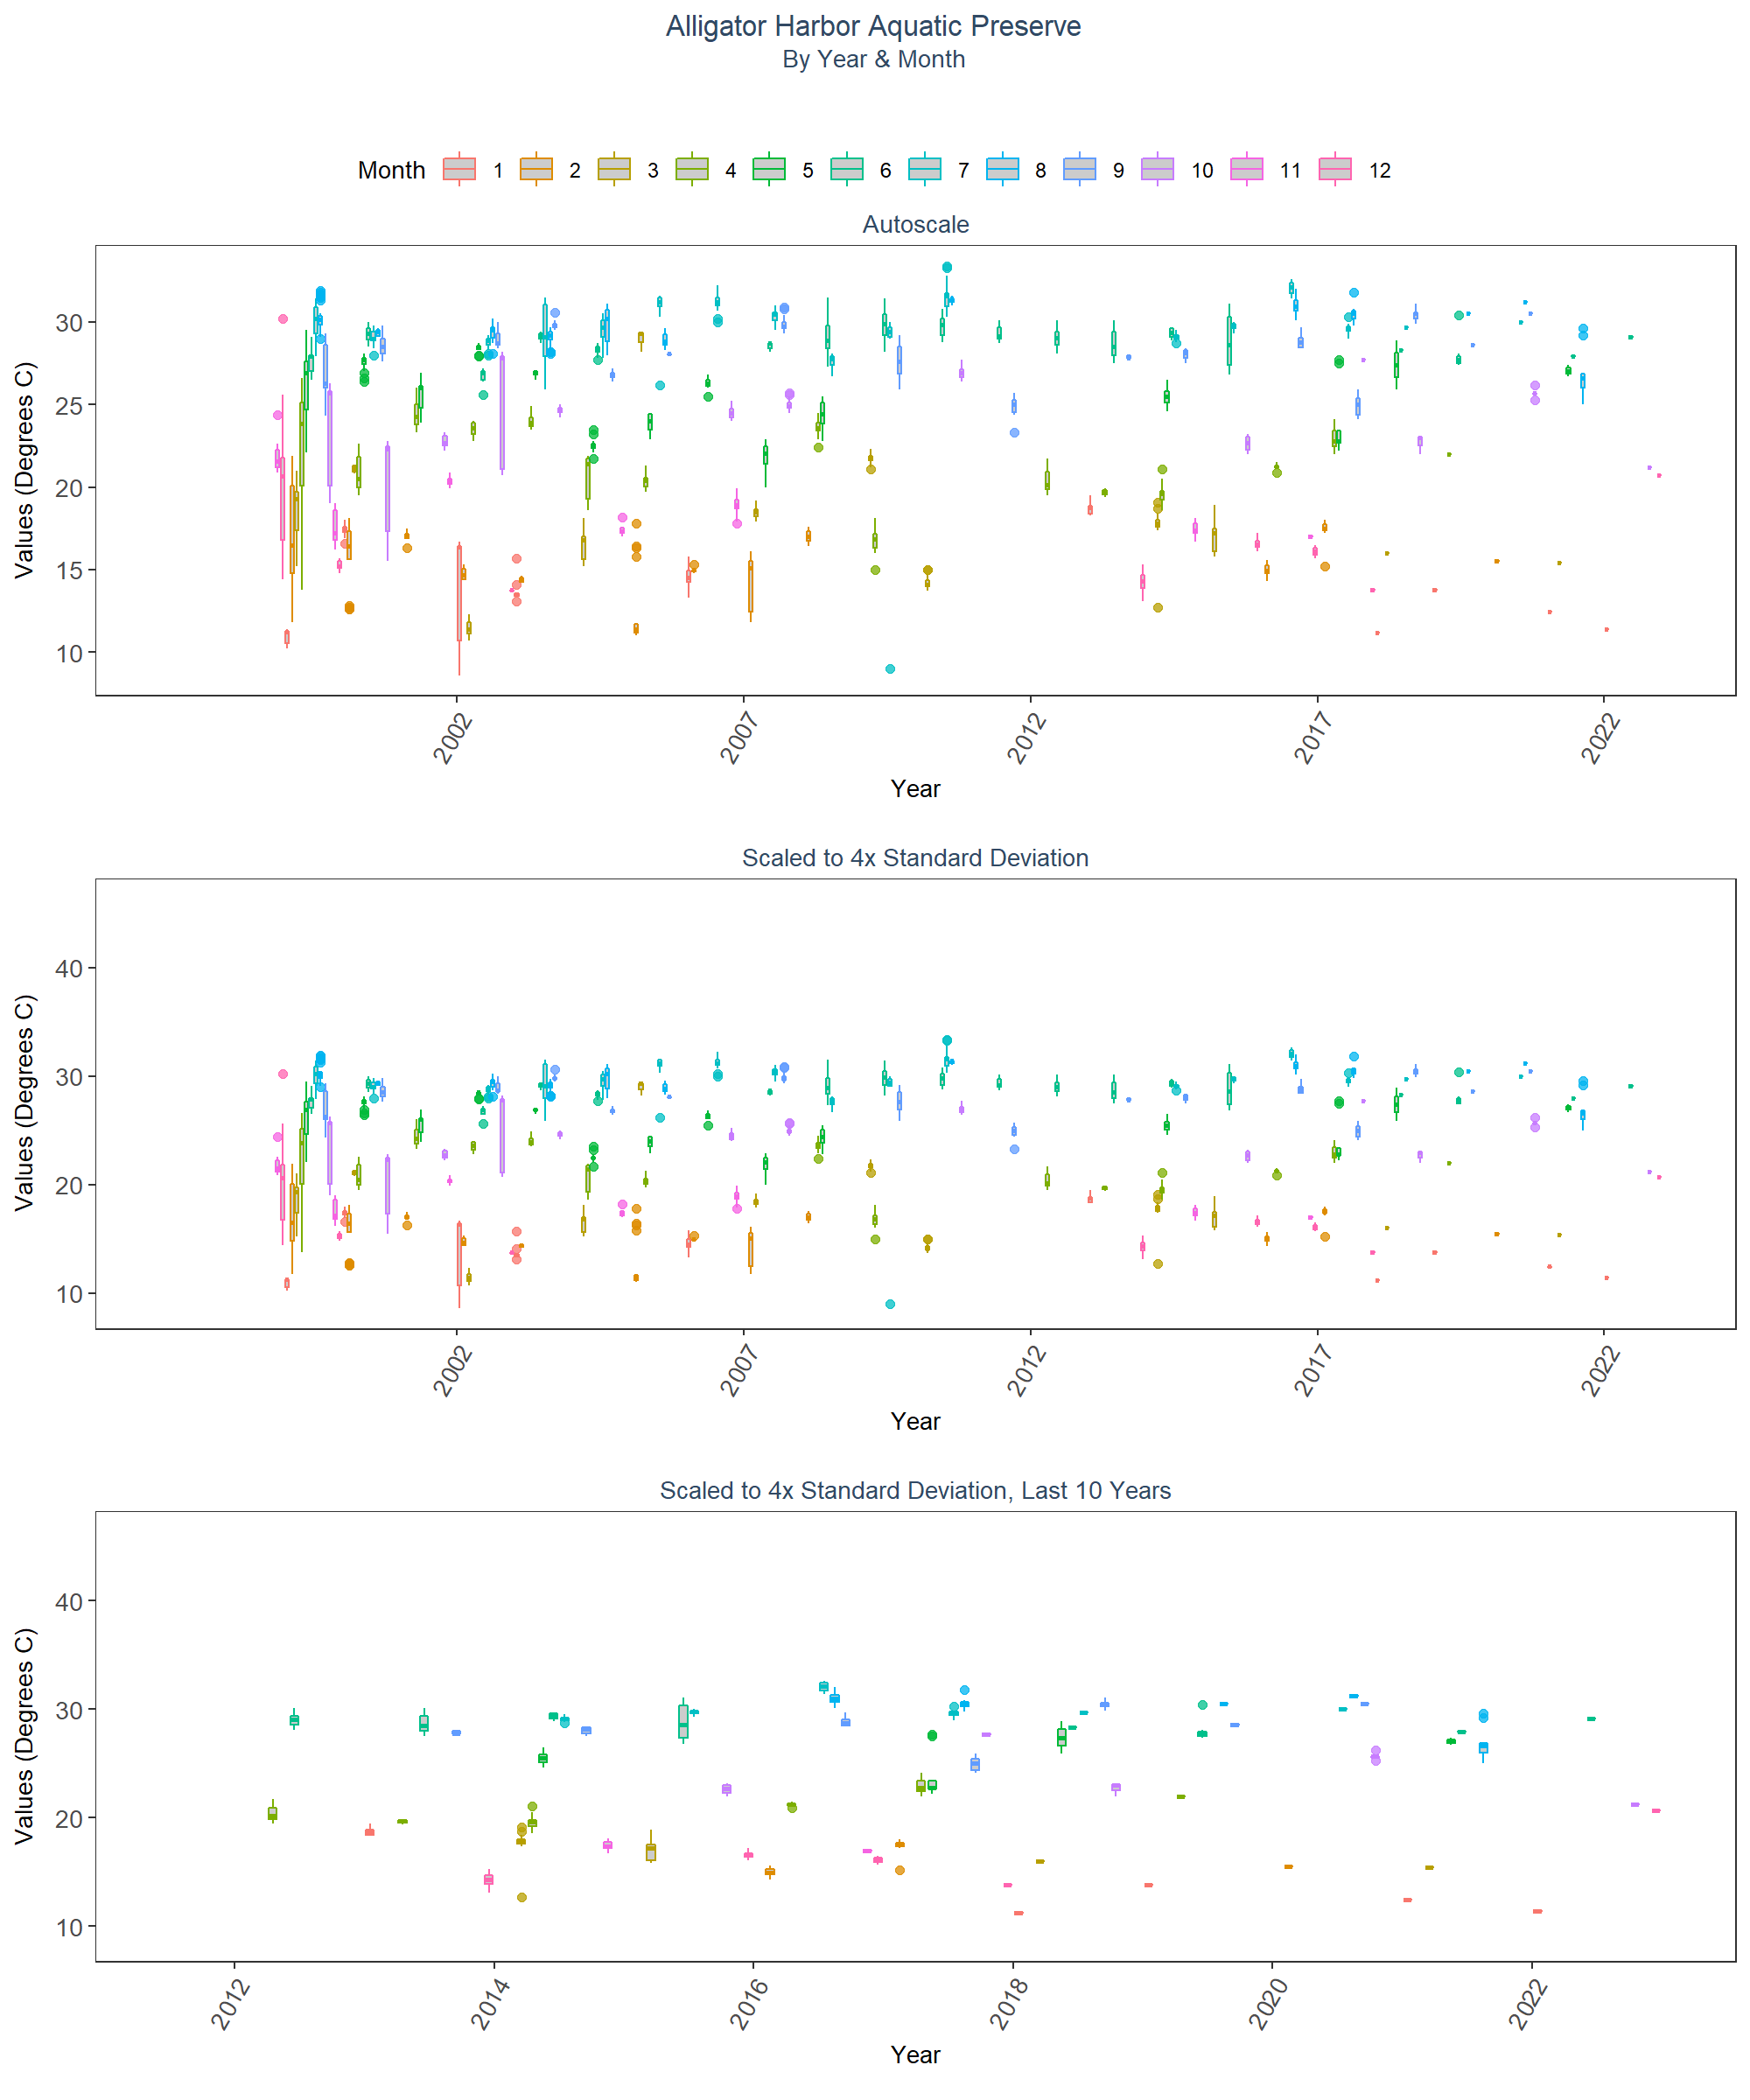 Alligator Harbor Aquatic Preserve
By Year & Month
Month 1 2 3 4 5 6 7 8 9 10 11 12
Autoscale
Values (Degrees C)
30
25
20
15
10
2002 2007 2012 2017 2022
Year
Scaled to 4x Standard Deviation
Values (Degrees C)
40
30
20
10
2002 2007 2012 2017 2022
Year
Scaled to 4x Standard Deviation, Last 10 Years
Values (Degrees C)
40
30
20
10
2012 2014 2016 2018 2020 2022
Year